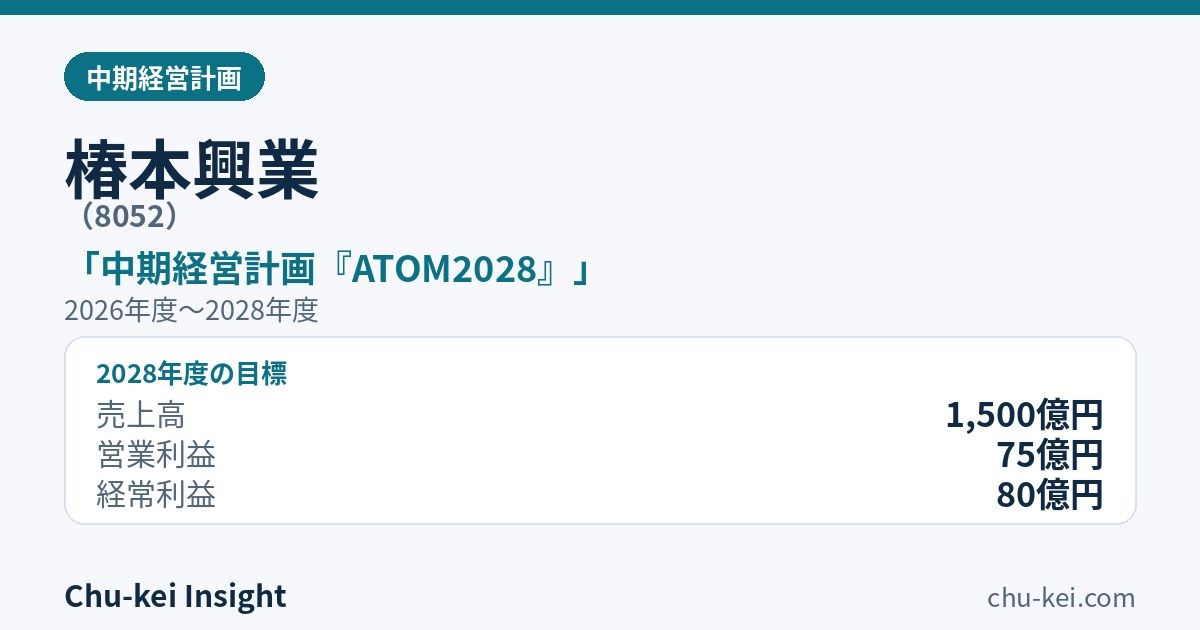 中期経営計画
椿本興業
（8052）
「中期経営計画『ATOM2028』」
2026年度〜2028年度
2028年度の目標
売上高 1,500億円
営業利益 75億円
経常利益 80億円
Chu-kei Insight chu-kei.com